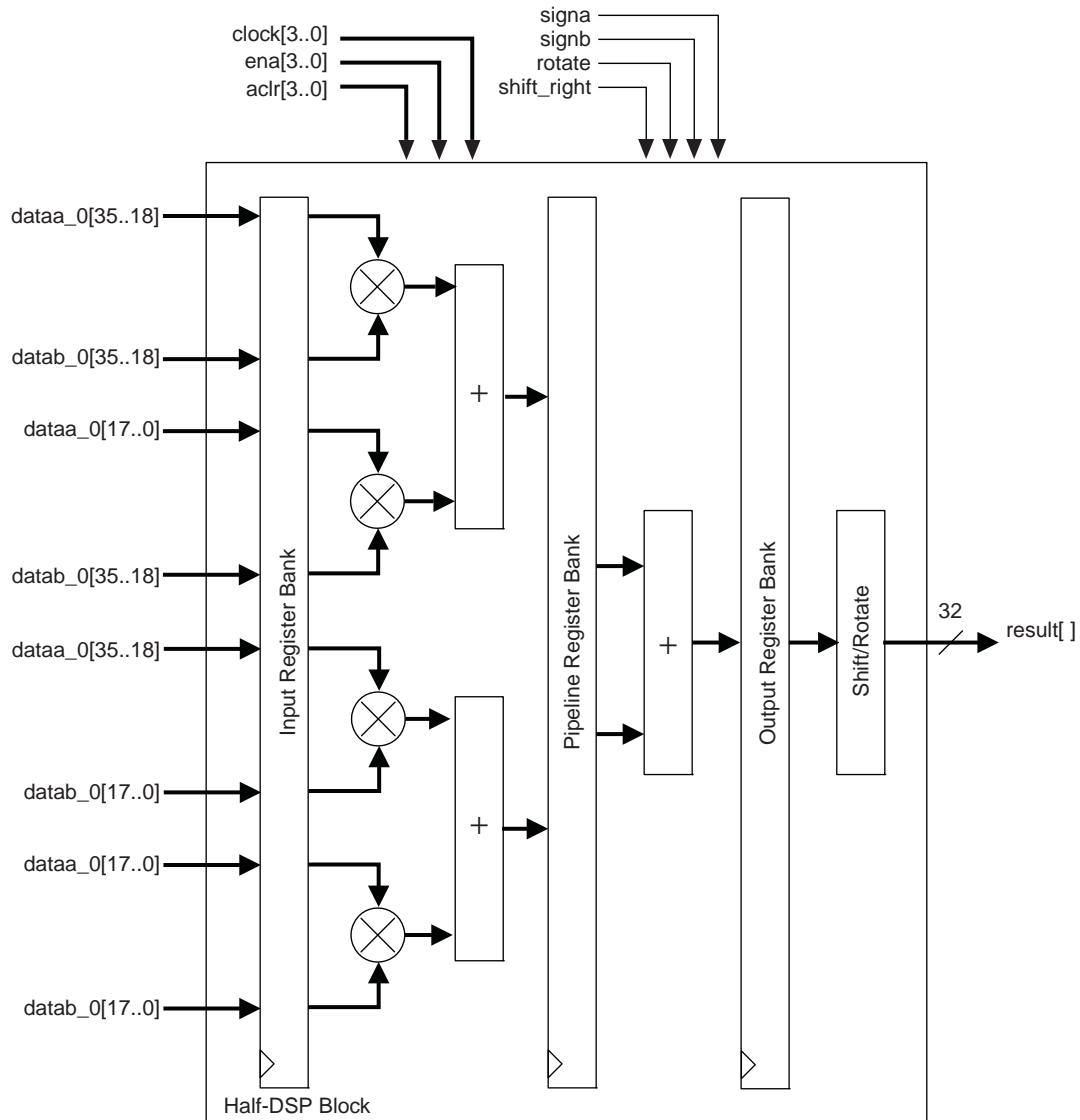 clock[3..0]
ena[3..0]
aclr[3..0]
signa
signb
rotate
shift_right
dataa_0[35..18]
datab_0[35..18]
+
dataa_0[17..0]
datab_0[35..18]
Input Register Bank
Pipeline Register Bank
+
Output Register Bank
Shift/Rotate
32
result[ ]
dataa_0[35..18]
datab_0[17..0]
+
dataa_0[17..0]
datab_0[17..0]
Half-DSP Block